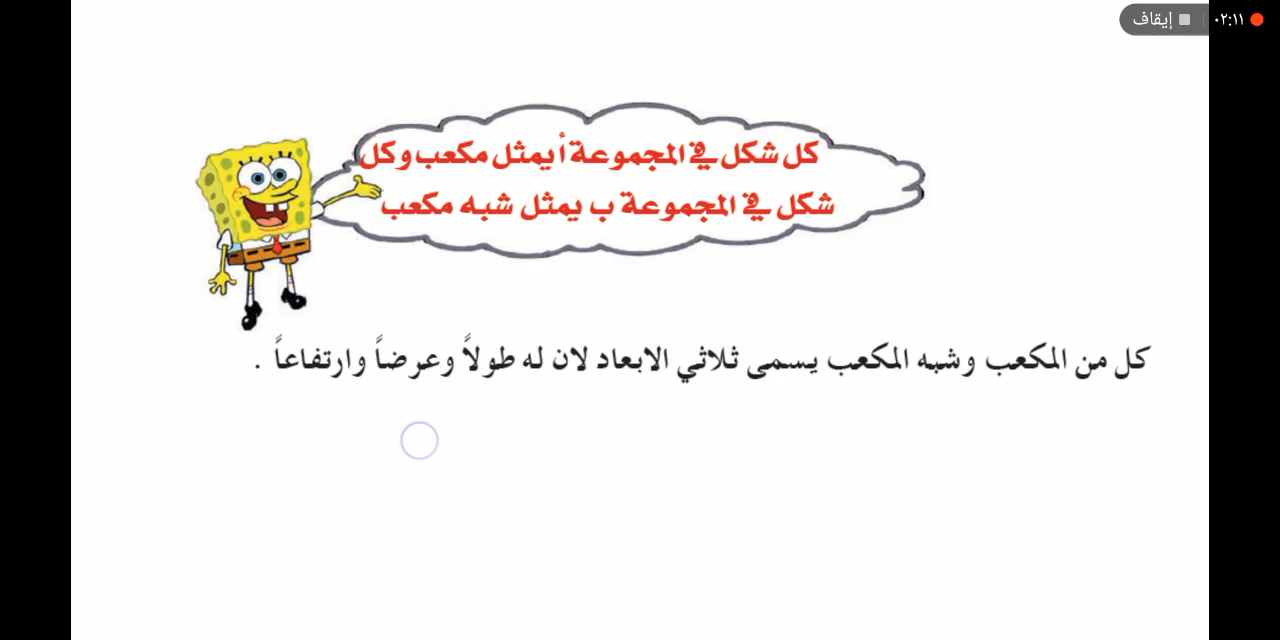 إيقاف ٠٢:١١
كل شكل في المجموعة أ يمثل مكعب وكل
شكل في المجموعة ب يمثل شبه مكعب
كل من المكعب وشبه المكعب يسمى ثلاثي الابعاد لان له طولاً وعرضاً وارتفاعاً .